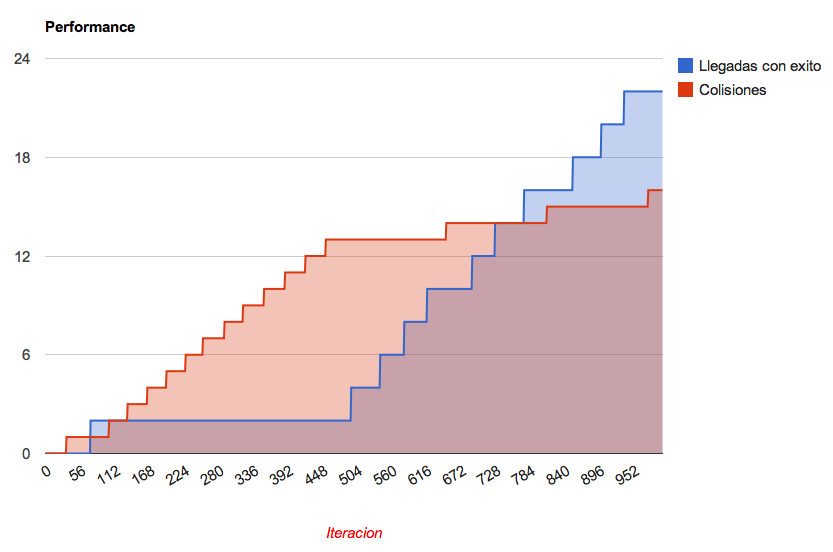 Performance
24
18
12
6
0
0 56 112 168 224 280 336 392 448 504 560 616 672 728 784 840 896 952
Iteracion
Llegadas con exito
Colisiones